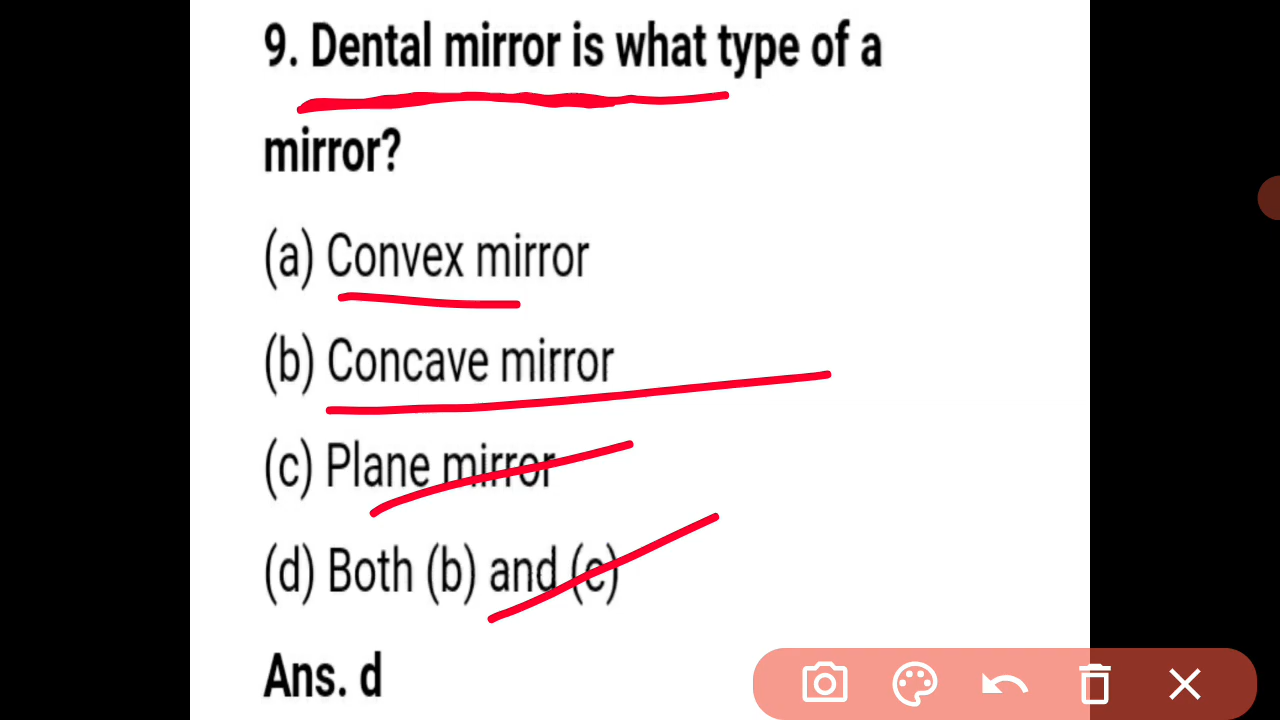 9. Dental mirror is what type of a
mirror?
(a) Convex mirror
(b) Concave mirror
(c) Plane mirror
(d) Both (b) and (c)
Ans. d